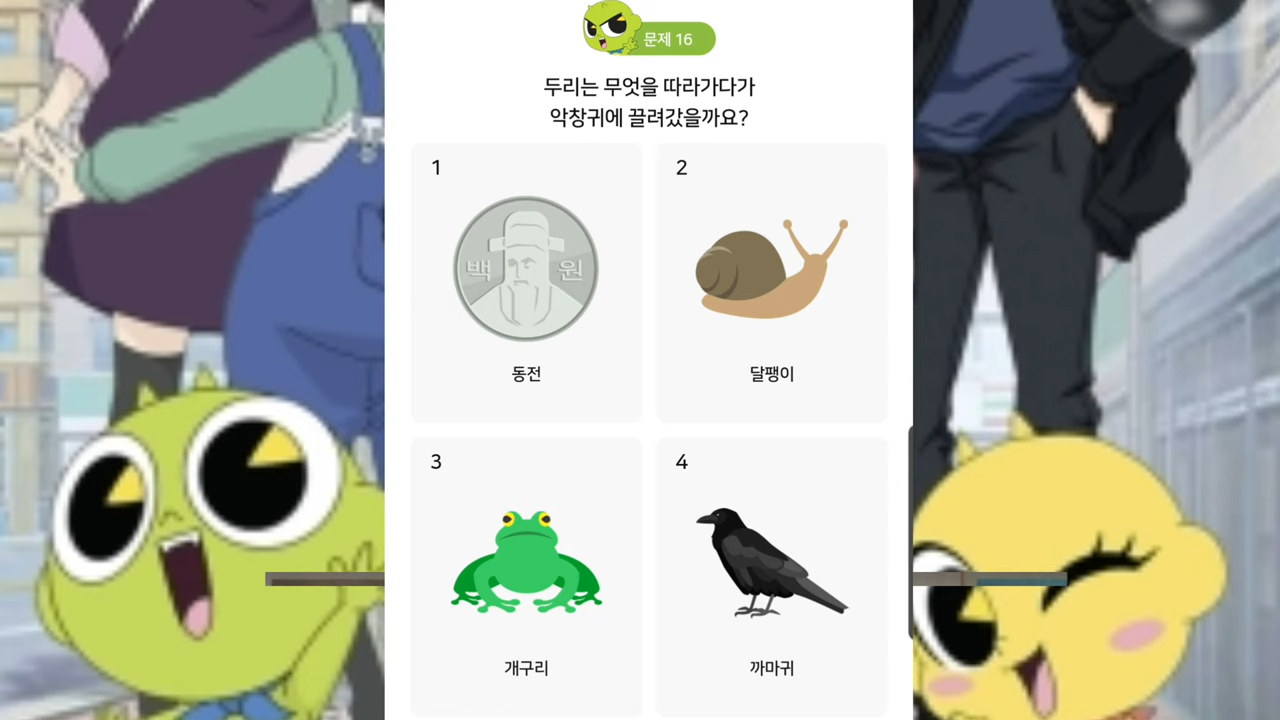 문제 16
두리는 무엇을 따라가다가
악창귀에 끌려갔을까요?
1
백 원
동전
2
달팽이
3
개구리
4
까마귀